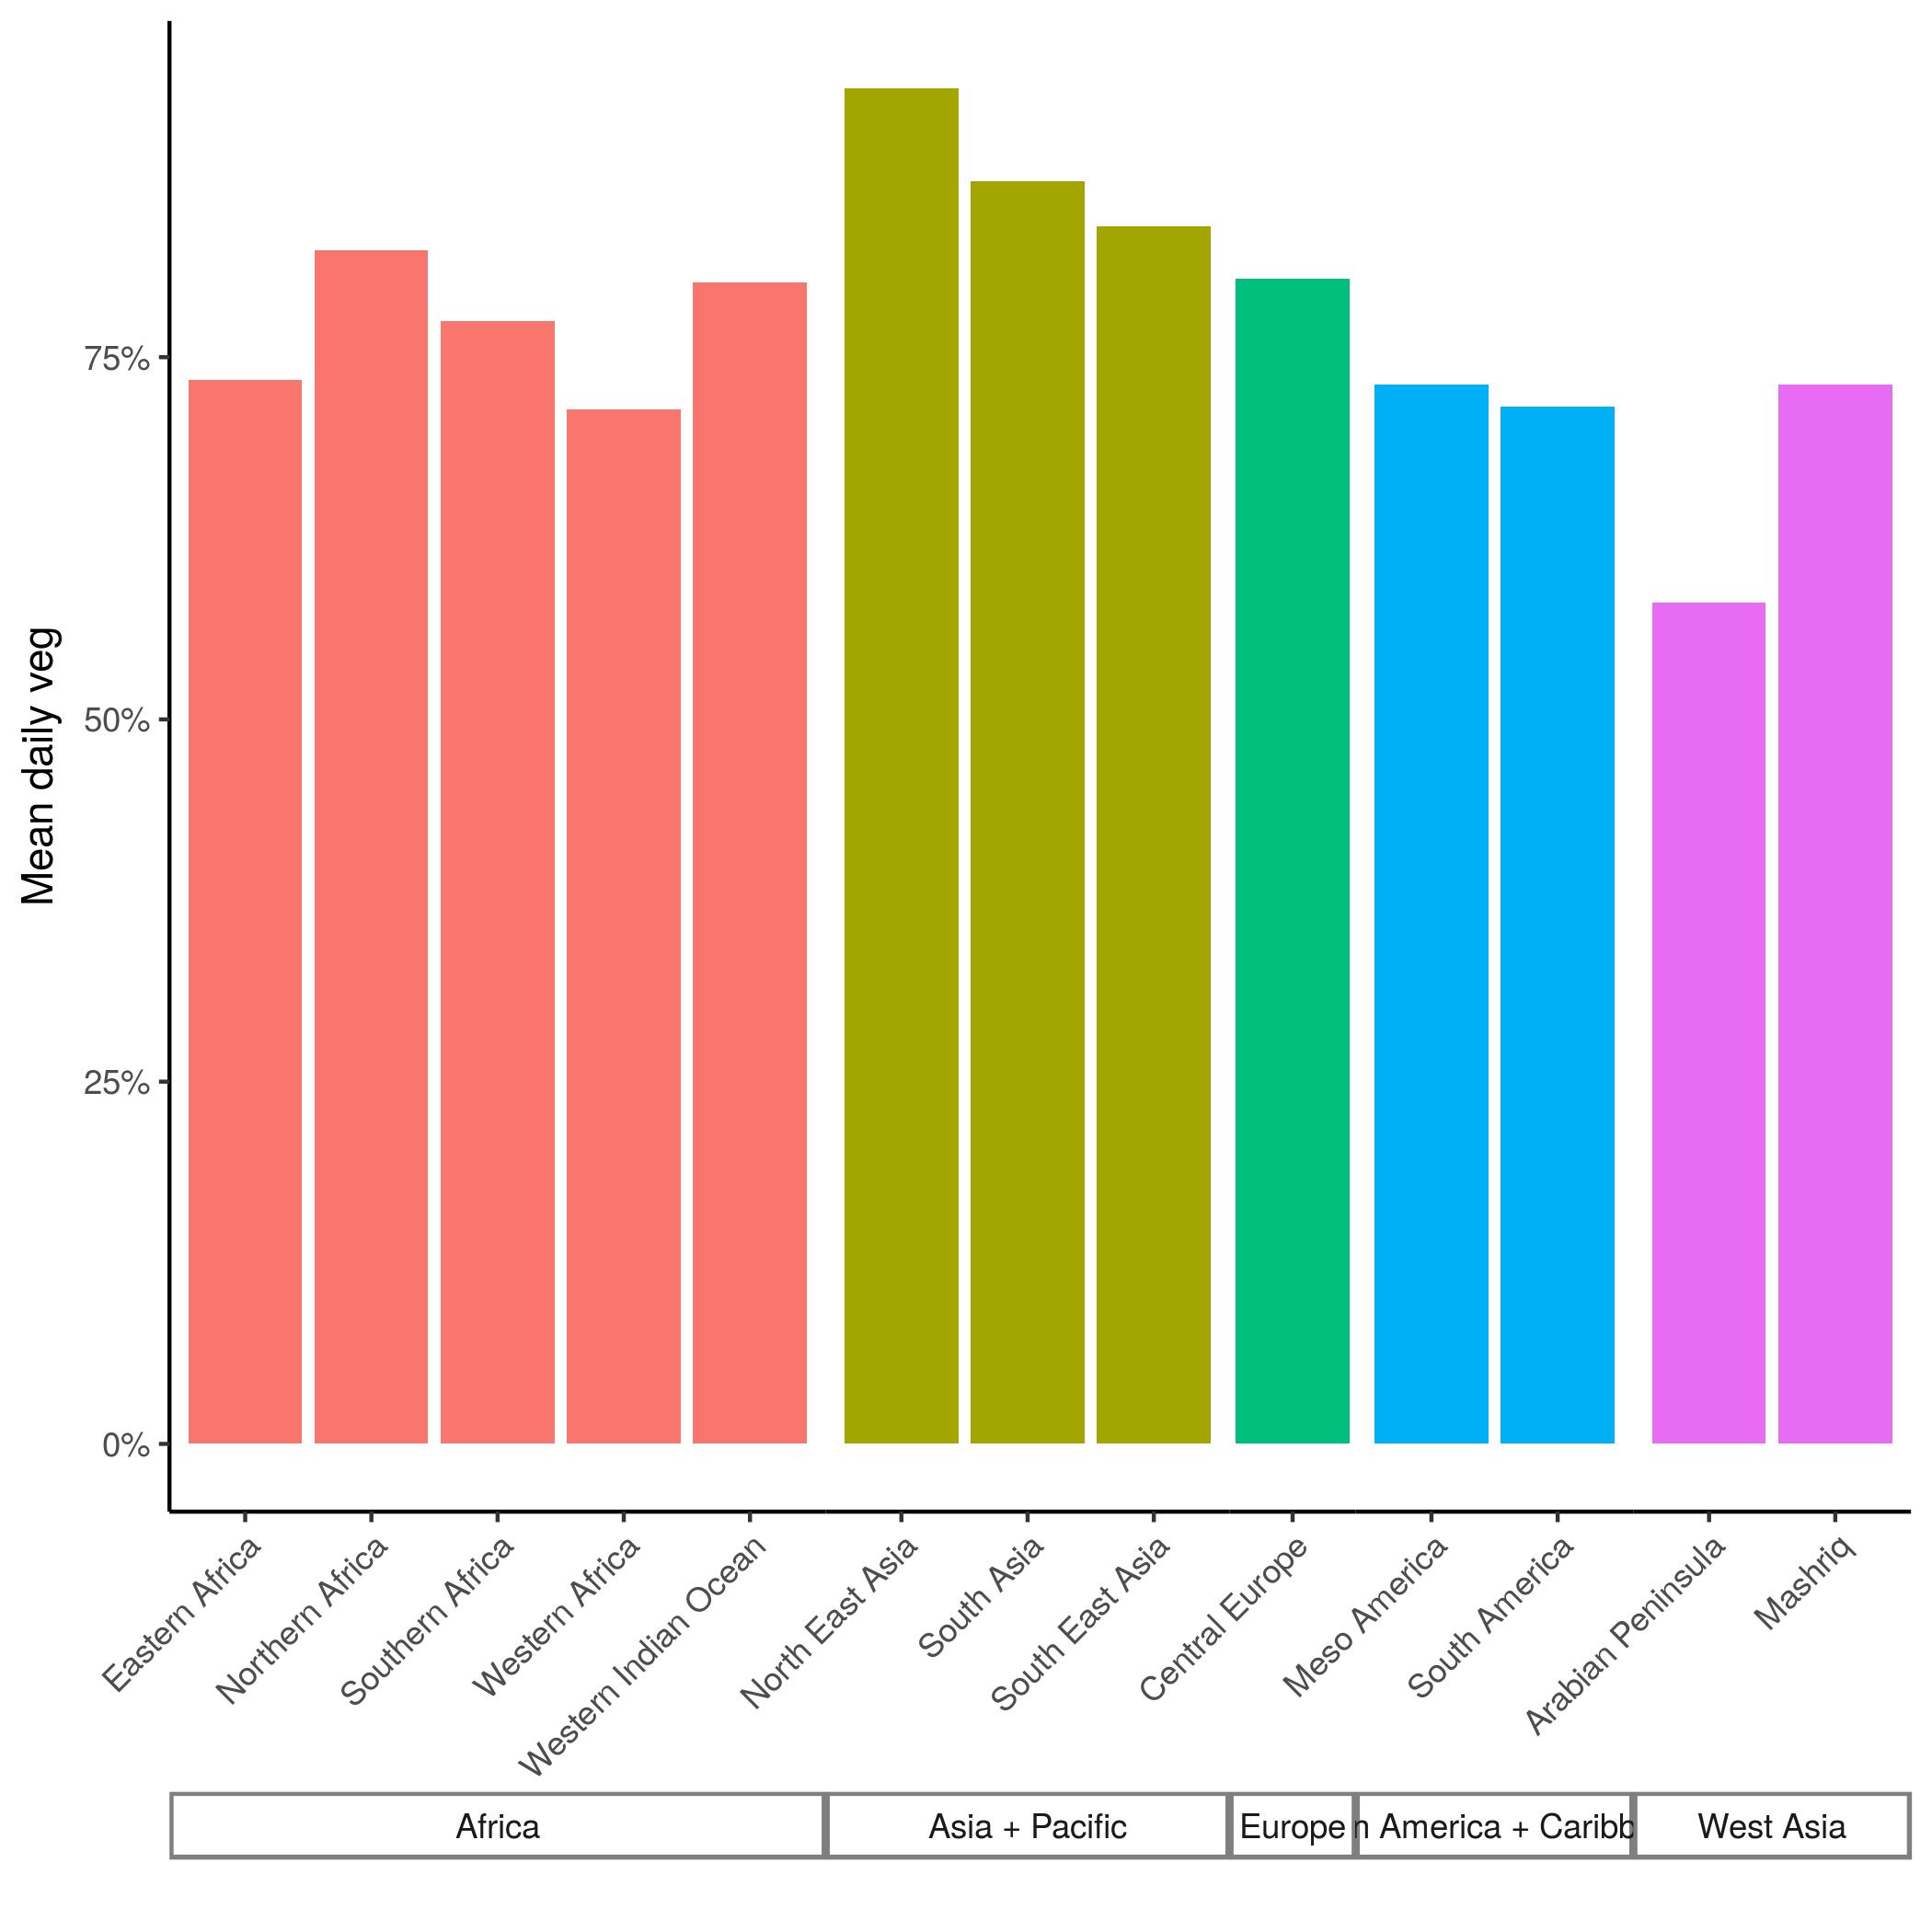 Mean daily veg
75%
50%
25%
0%
Eastern Africa
Northern Africa
Southern Africa
Western Africa
Western Indian Ocean
North East Asia
South Asia
South East Asia
Central Europe
Meso America
South America
Arabian Peninsula
Mashriq
Africa
Asia + Pacific
Europe
n America + Caribb
West Asia